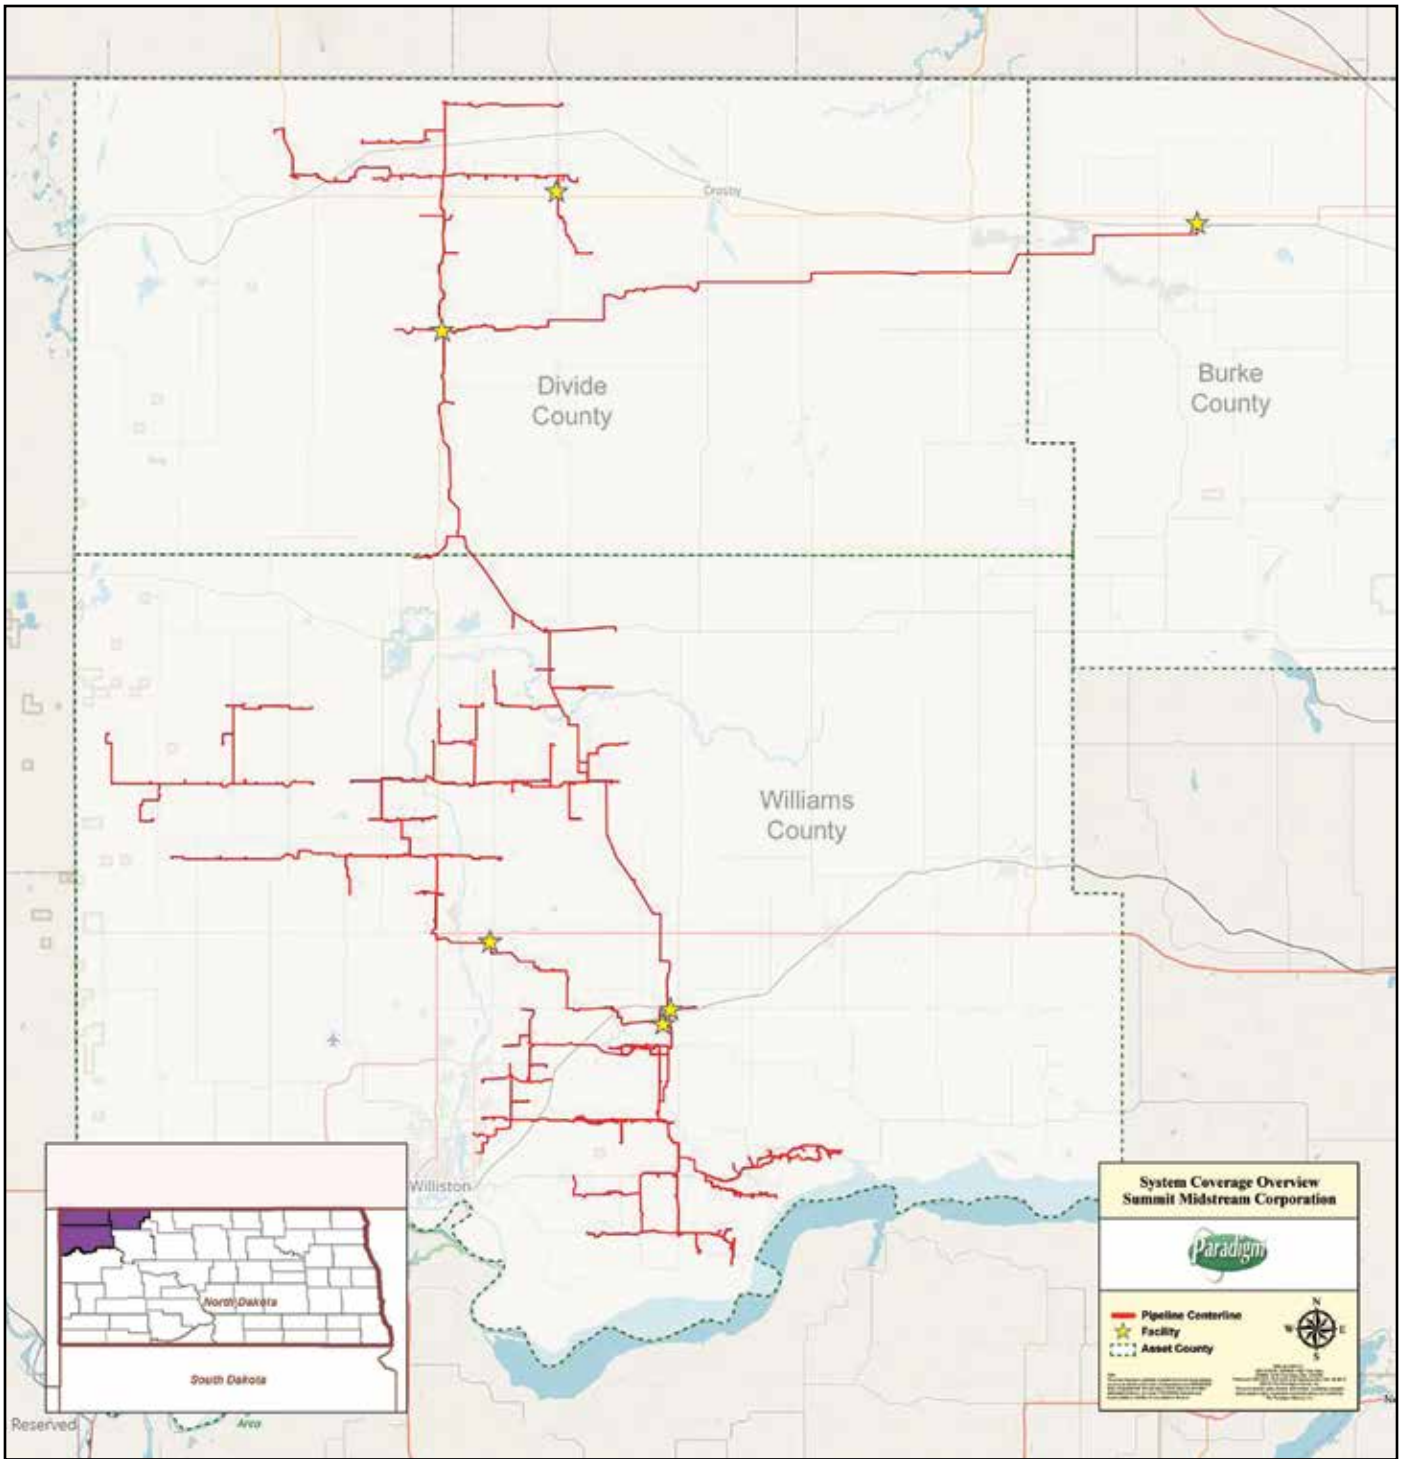 Crosby
Divide
County
Burke
County
Williams
County
Williston
North Dakota
South Dakota
Reserved
Arco
System Coverage Overview
Summit Midstream Corporation
Paradigm
Pipeline Centerline
Facility
Asset County
N
W
E
S